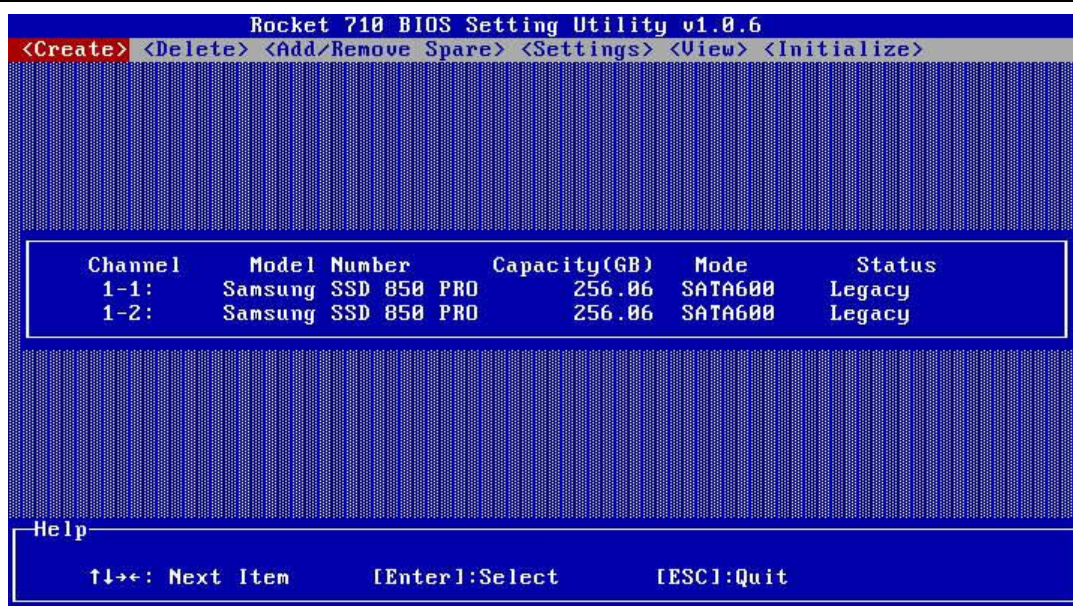 Rocket 710 BIOS Setting Utility v1.0.6
<Create> <Delete> <Add/Remove Spare> <Settings> <View> <Initialize>
Channel Model Number Capacity(GB) Mode Status
1-1: Samsung SSD 850 PRO 256.06 SATA600 Legacy
1-2: Samsung SSD 850 PRO 256.06 SATA600 Legacy
Help
↑↓→←: Next Item [Enter]:Select [ESC]:Quit